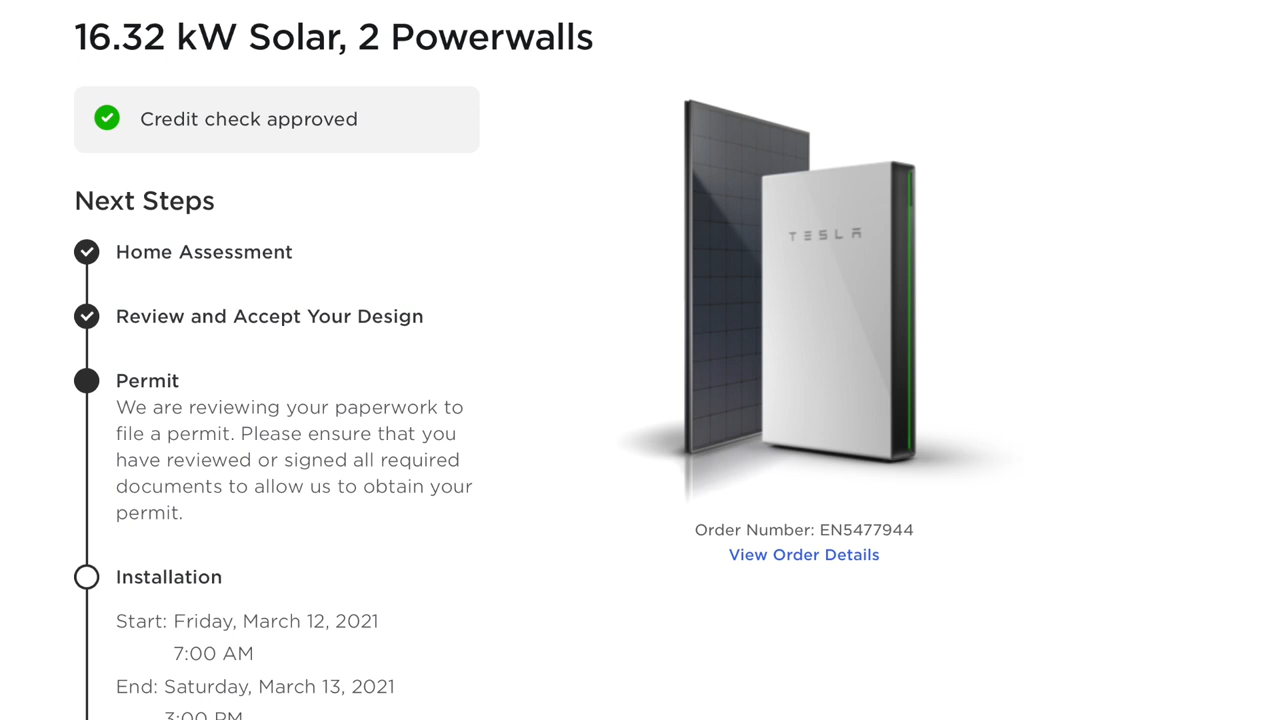 16.32 kW Solar, 2 Powerwalls
Credit check approved
Next Steps
Home Assessment
Review and Accept Your Design
Permit
We are reviewing your paperwork to
file a permit. Please ensure that you
have reviewed or signed all required
documents to allow us to obtain your
permit.
Installation
Start: Friday, March 12, 2021
7:00 AM
End: Saturday, March 13, 2021
3:00 PM
TESLA
Order Number: EN5477944
View Order Details